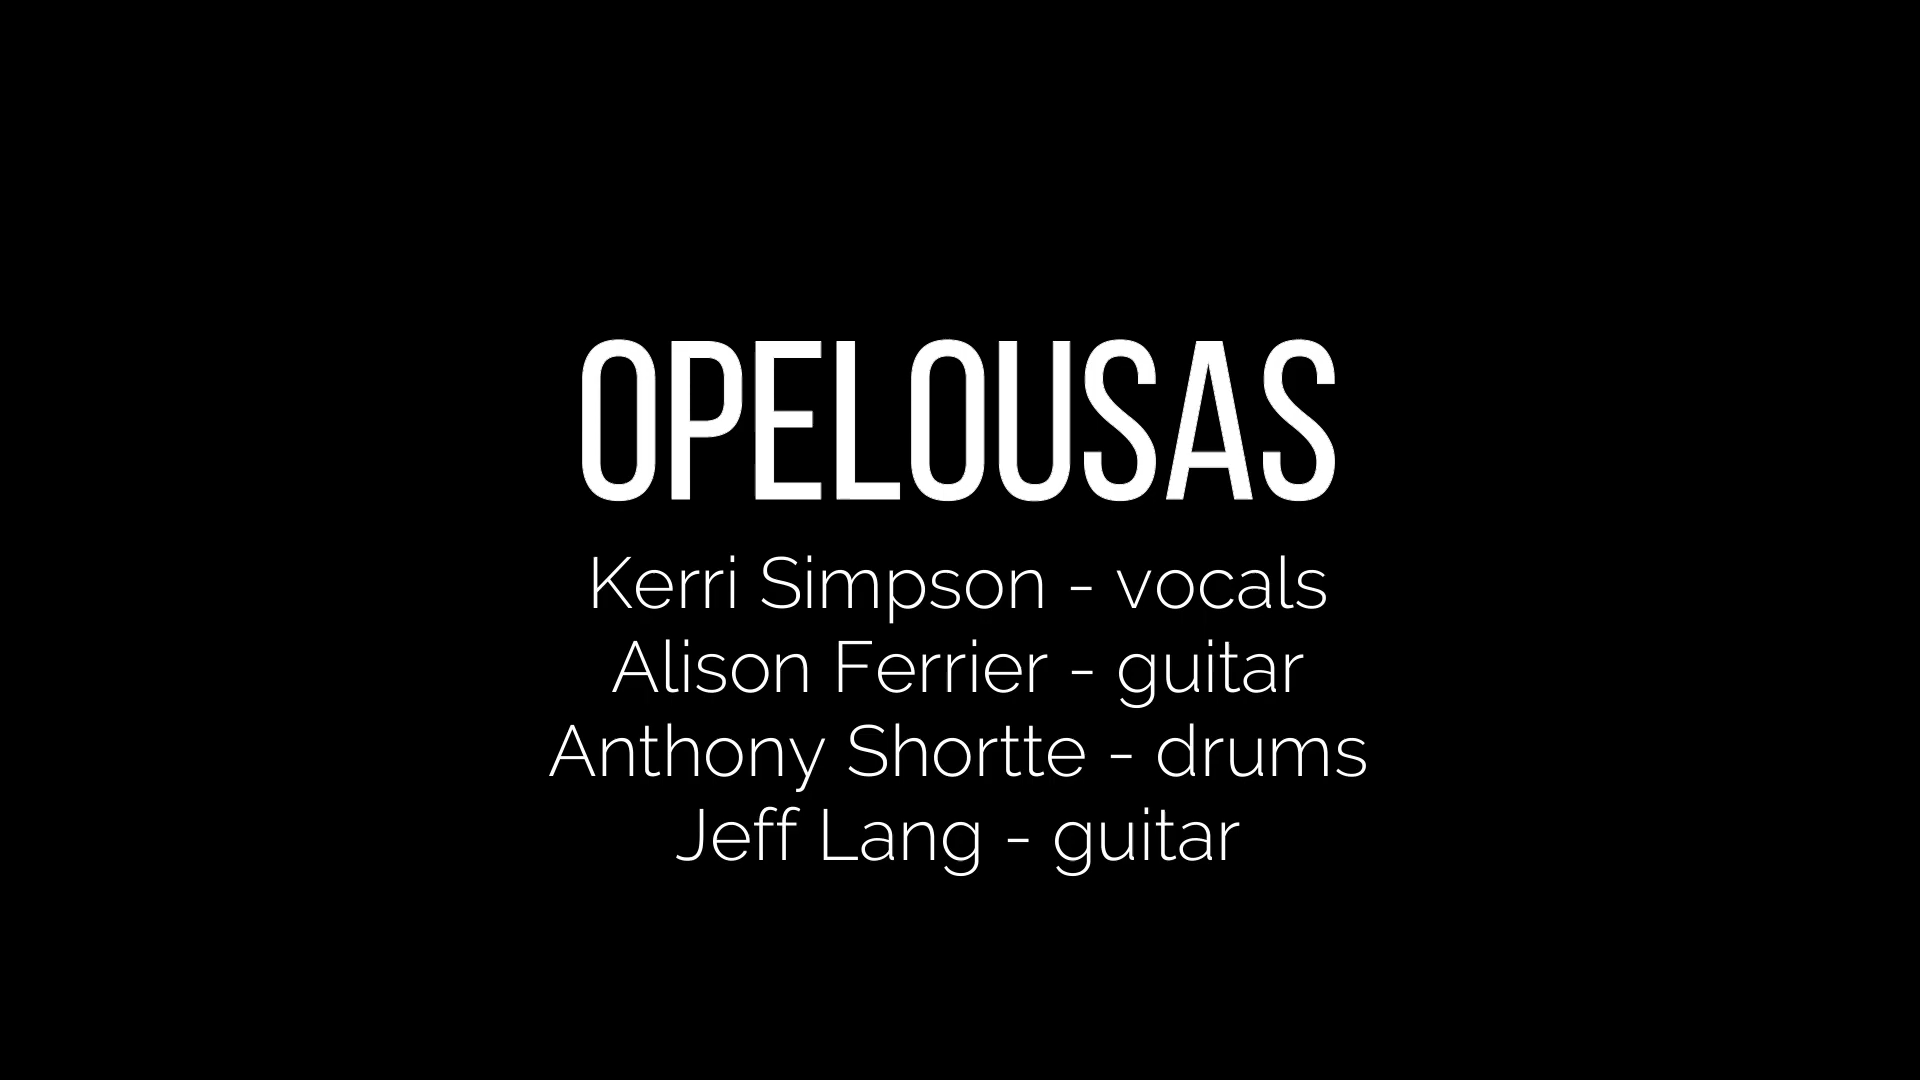 OPELOUSAS
Kerri Simpson - vocals
Alison Ferrier - guitar
Anthony Shortte - drums
Jeff Lang - guitar